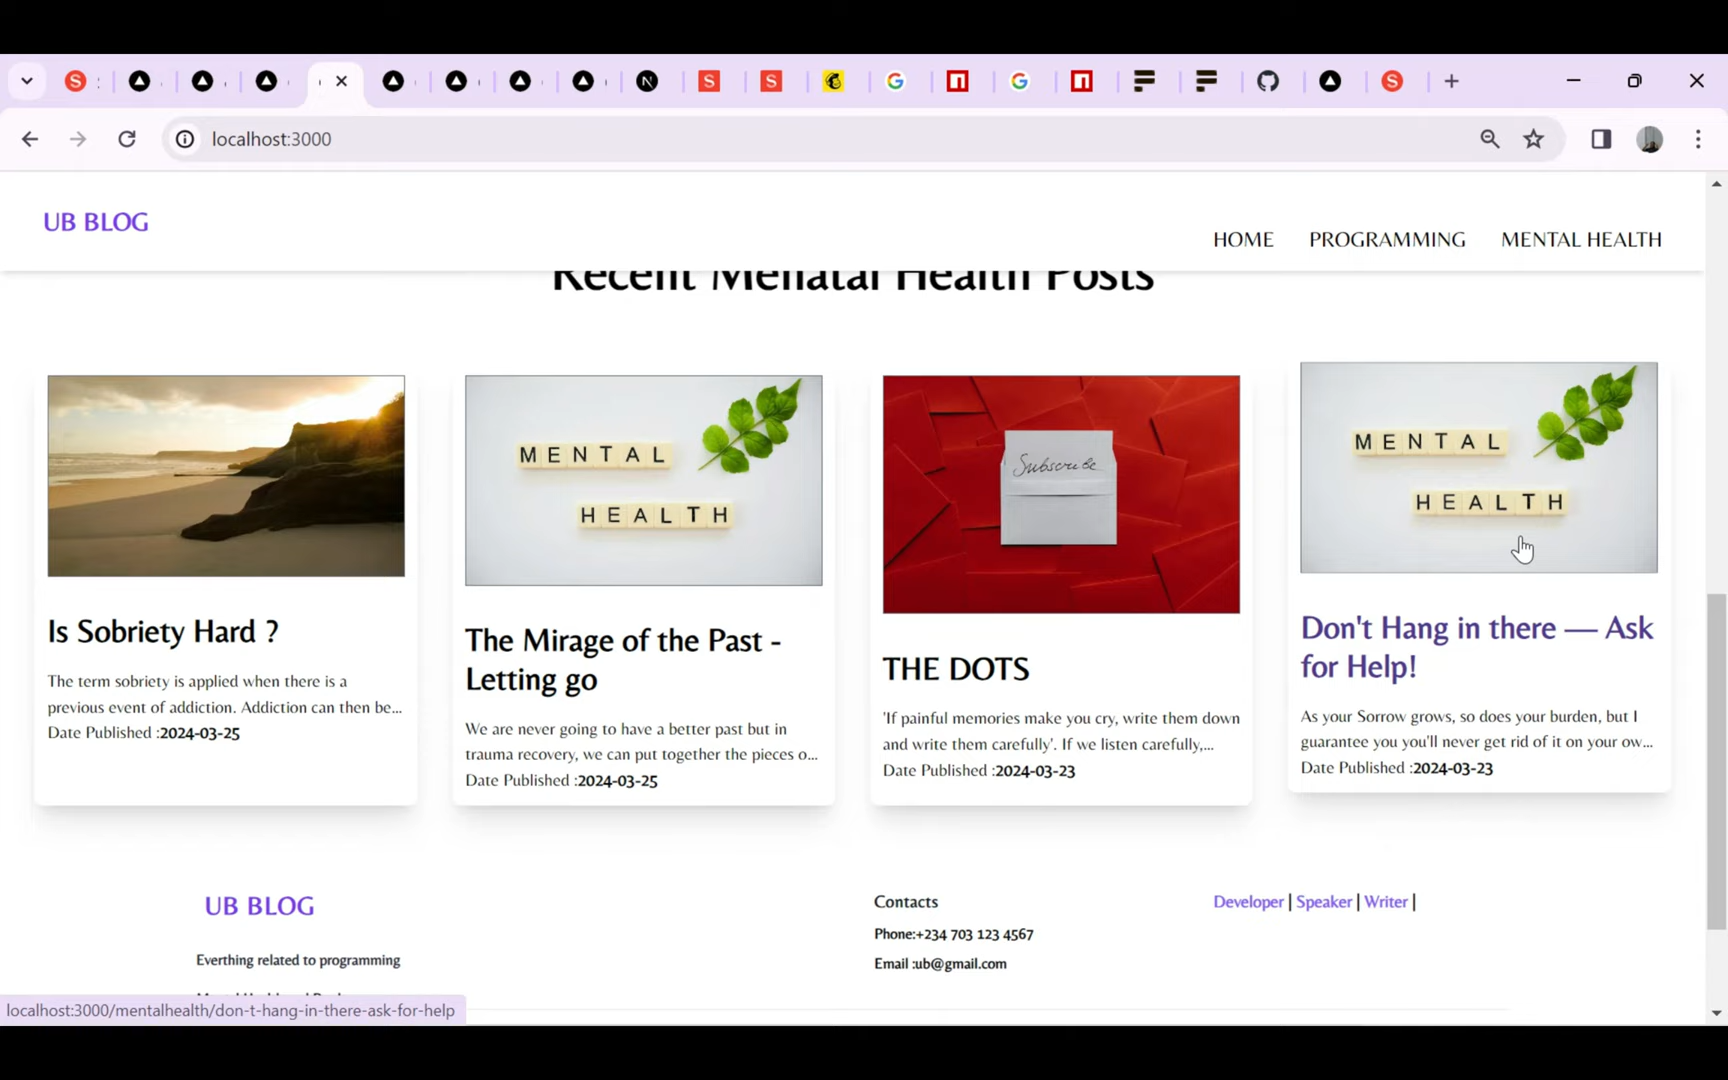 localhost:3000
UB BLOG
HOME PROGRAMMING MENTAL HEALTH
Recent Menatal Health Posts
MENTAL
HEALTH
Subscribe
MENTAL
HEALTH
Is Sobriety Hard ?
The term sobriety is applied when there is a
previous event of addiction. Addiction can then be...
Date Published :2024-03-25
The Mirage of the Past -
Letting go
We are never going to have a better past but in
trauma recovery, we can put together the pieces o...
Date Published :2024-03-25
THE DOTS
'If painful memories make you cry, write them down
and write them carefully'. If we listen carefully,...
Date Published :2024-03-23
Don't Hang in there — Ask
for Help!
As your Sorrow grows, so does your burden, but I
guarantee you you'll never get rid of it on your ow...
Date Published :2024-03-23
UB BLOG
Everthing related to programming
Contacts
Phone:+234 703 123 4567
Email :ub@gmail.com
Developer | Speaker | Writer |
localhost:3000/mentalhealth/don-t-hang-in-there-ask-for-help